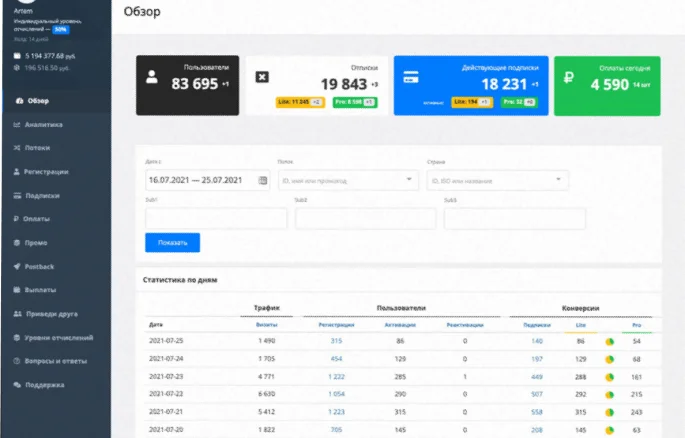 Artem
Обзор
Индивидуальный уровень
отчислений — 50%
Холд: 14 дней
5 194 377.68 руб.
196 516.50 руб.
Обзор
Аналитика
Потоки
Регистрации
Подписки
Оплаты
Промо
Postback
Выплаты
Приведи друга
Уровни отчислений
Вопросы и ответы
Поддержка
Пользователи
83 695 +1
Отписки
19 843 +3
Lite: 11 245 +2 Pro: 8 598 +1
Действующие подписки
18 231 +1
активные: Lite: 194 +1 Pro: 52 +0
Оплаты сегодня
4 590 14 шт
Дата с Поток Страна
16.07.2021 — 25.07.2021 ID, имя или промокод ID, ISO или название
Sub1 Sub2 Sub3
Показать
Статистика по дням
Трафик Пользователи Конверсии
Дата Визиты Регистрации Активации Реактивации Подписки Lite Pro
2021-07-25 1 490 315 86 0 140 86 54
2021-07-24 1 705 454 129 0 197 129 68
2021-07-23 4 771 1 222 285 1 449 288 161
2021-07-22 6 630 1 054 290 0 507 292 215
2021-07-21 5 412 1 223 315 0 558 315 243
2021-07-20 1 822 705 145 0 208 145 63